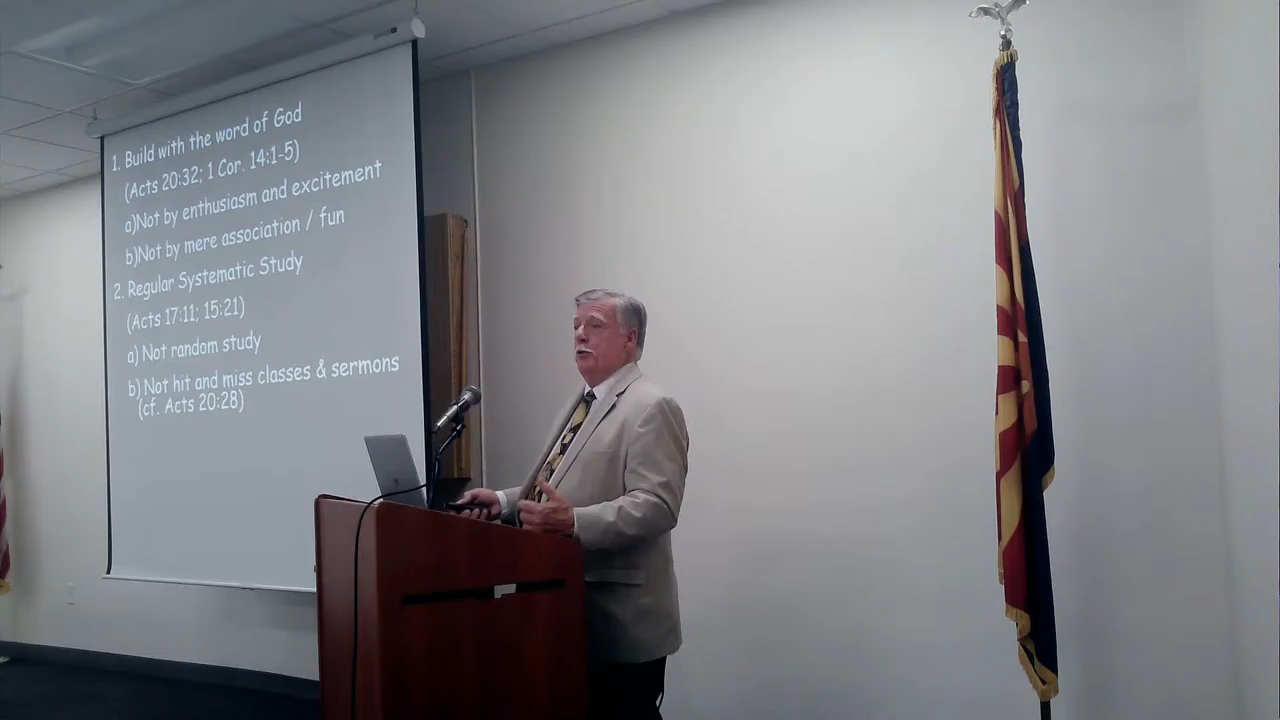 1. Build with the word of God
(Acts 20:32; 1 Cor. 14:1-5)
a)Not by enthusiasm and excitement
b)Not by mere association / fun
2. Regular Systematic Study
(Acts 17:11; 15:21)
a) Not random study
b) Not hit and miss classes & sermons
(cf. Acts 20:28)